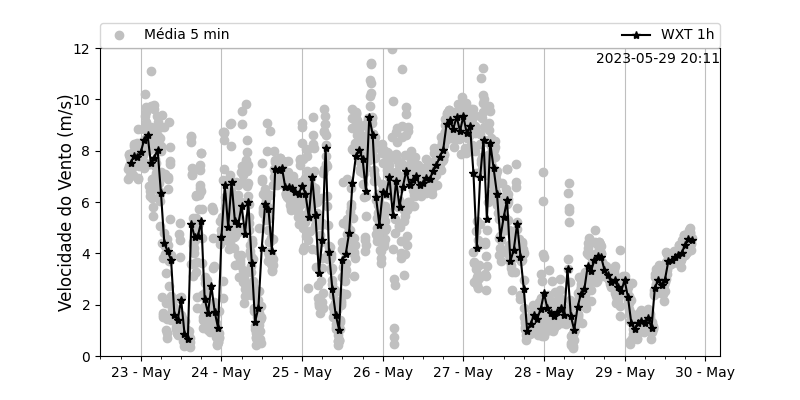 Média 5 min
WXT 1h
2023-05-29 20:11
Velocidade do Vento (m/s)
12
10
8
6
4
2
0
23 - May 24 - May 25 - May 26 - May 27 - May 28 - May 29 - May 30 - May